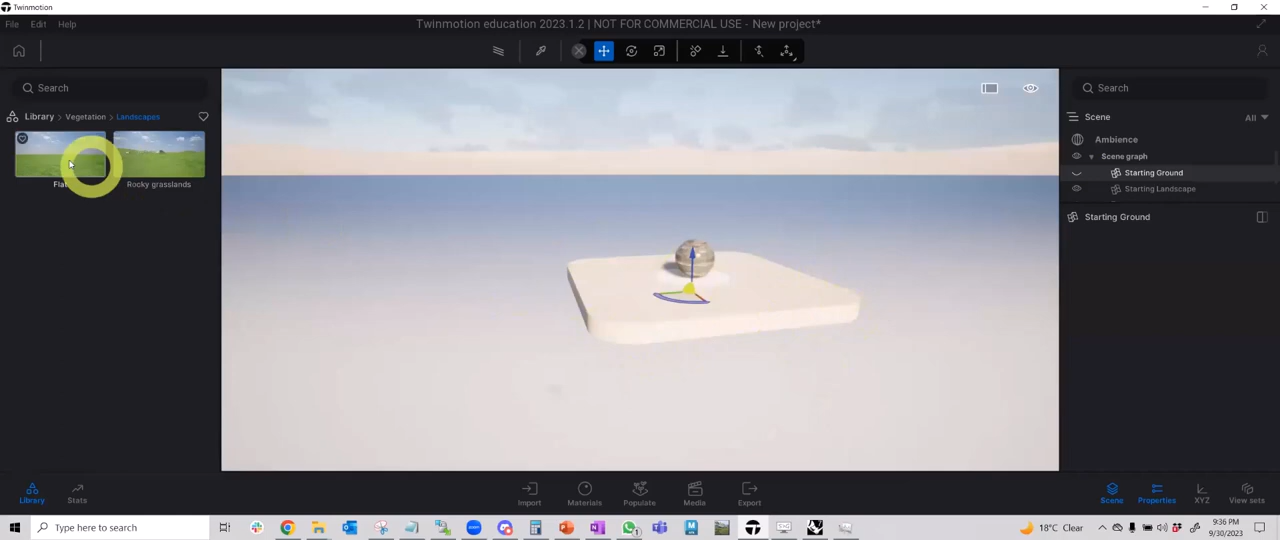 Twinmotion
File Edit Help
Twinmotion education 2023.1.2 | NOT FOR COMMERCIAL USE - New project*
Search
Library > Vegetation > Landscapes
Flat
Rocky grasslands
Search
Scene
All
Ambience
Scene graph
Starting Ground
Starting Landscape
Starting Ground
Library
Stats
Import
Materials
Populate
Media
Export
Scene
Properties
XYZ
View sets
Type here to search
18°C Clear
9:36 PM
9/30/2023